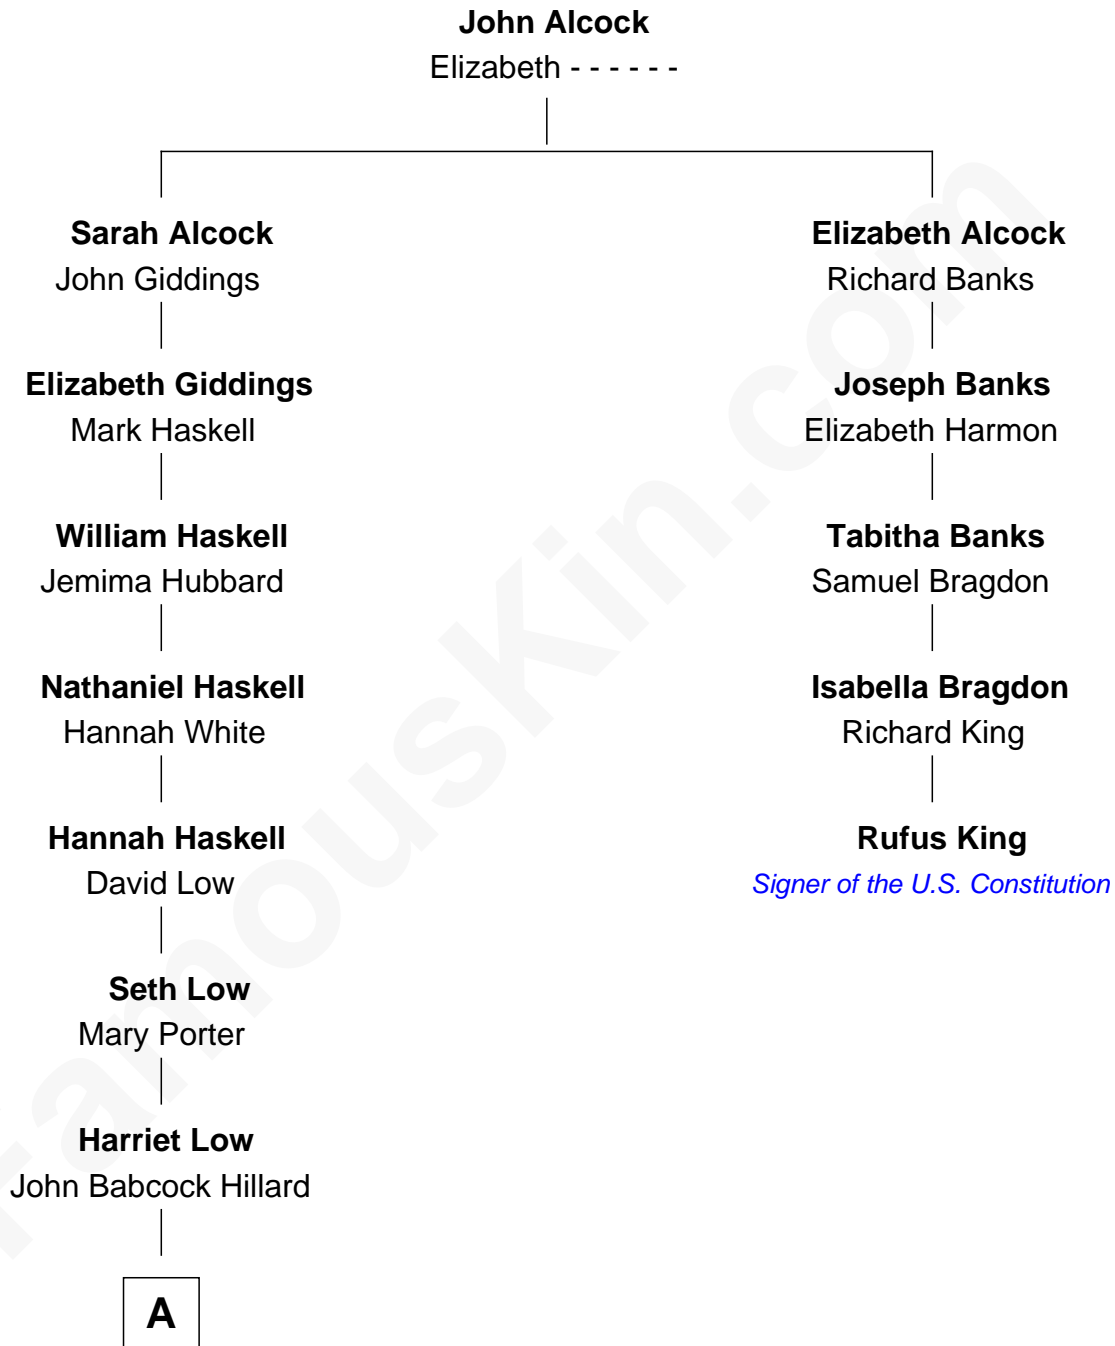 John Alcock
Elizabeth - - - - - -
Sarah Alcock
John Giddings
Elizabeth Alcock
Richard Banks
Elizabeth Giddings
Mark Haskell
Joseph Banks
Elizabeth Harmon
William Haskell
Jemima Hubbard
Tabitha Banks
Samuel Bragdon
Nathaniel Haskell
Hannah White
Isabella Bragdon
Richard King
Hannah Haskell
David Low
Rufus King
Signer of the U.S. Constitution
Seth Low
Mary Porter
Harriet Low
John Babcock Hillard
A
FamousKin.com